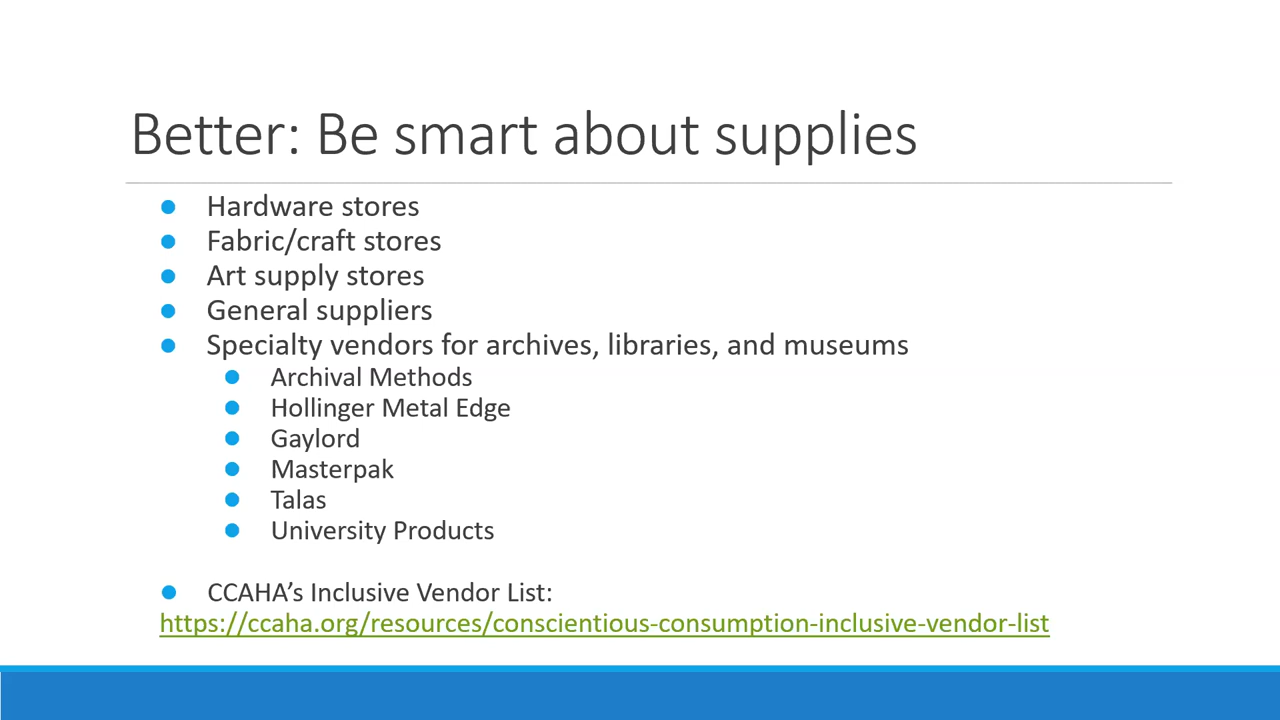 Better: Be smart about supplies
Hardware stores
Fabric/craft stores
Art supply stores
General suppliers
Specialty vendors for archives, libraries, and museums
Archival Methods
Hollinger Metal Edge
Gaylord
Masterpak
Talas
University Products
CCAHA’s Inclusive Vendor List:
https://ccaha.org/resources/conscientious-consumption-inclusive-vendor-list